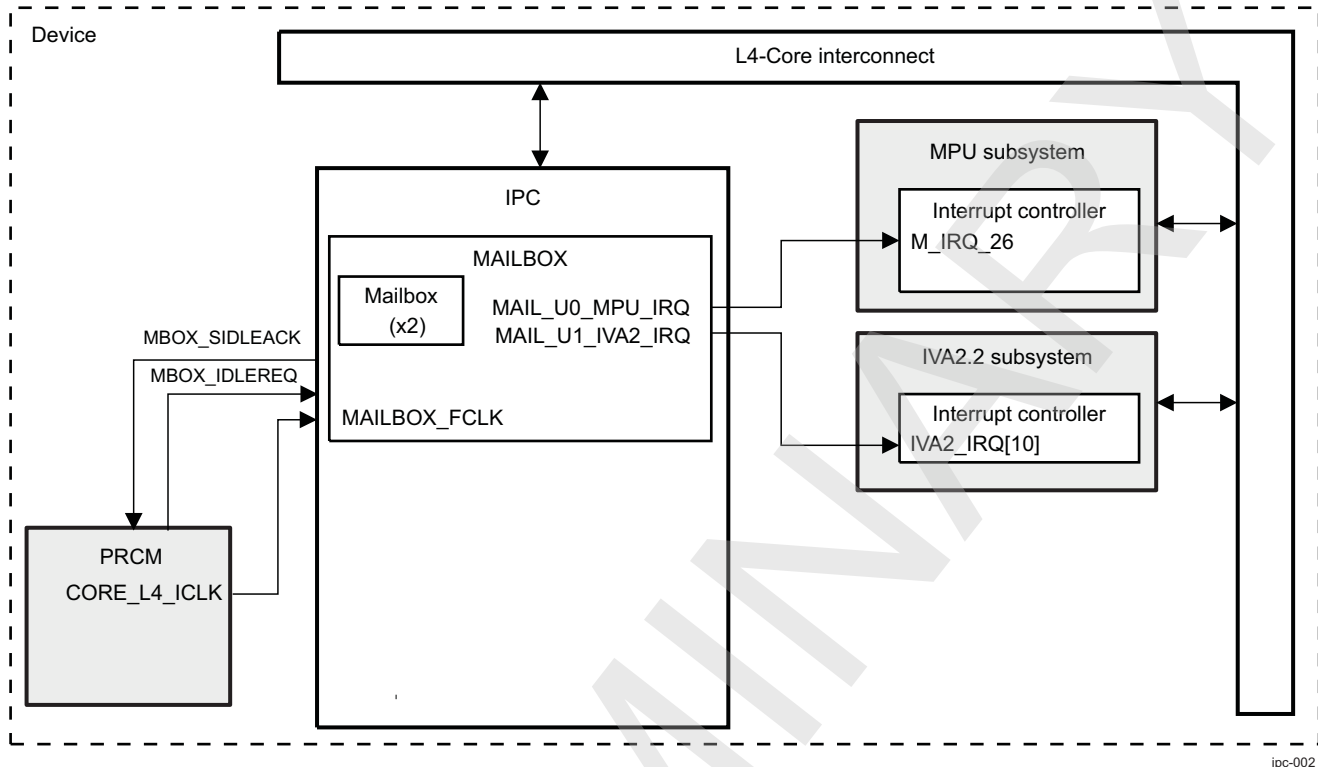 Device
L4-Core interconnect
MPU subsystem
IPC
Interrupt controller
M_IRQ_26
MAILBOX
Mailbox
(x2)
MAIL_U0_MPU_IRQ
MAIL_U1_IVA2_IRQ
MBOX_SIDLEACK
IVA2.2 subsystem
MBOX_IDLEREQ
MAILBOX_FCLK
Interrupt controller
IVA2_IRQ[10]
PRCM
CORE_L4_ICLK
ipc-002
MINARY